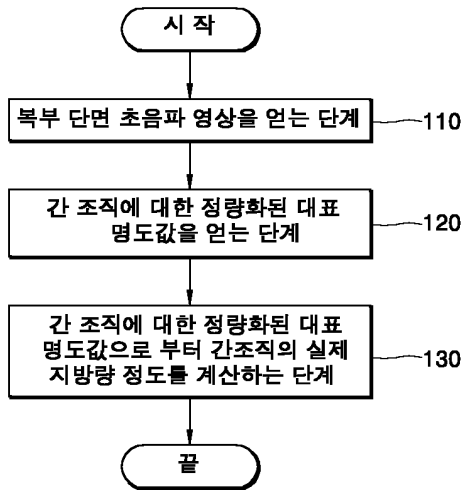 시 작
복부 단면 초음파 영상을 얻는 단계
110
간 조직에 대한 정량화된 대표
명도값을 얻는 단계
120
간 조직에 대한 정량화된 대표
명도값으로 부터 간조직의 실제
지방량 정도를 계산하는 단계
130
끝